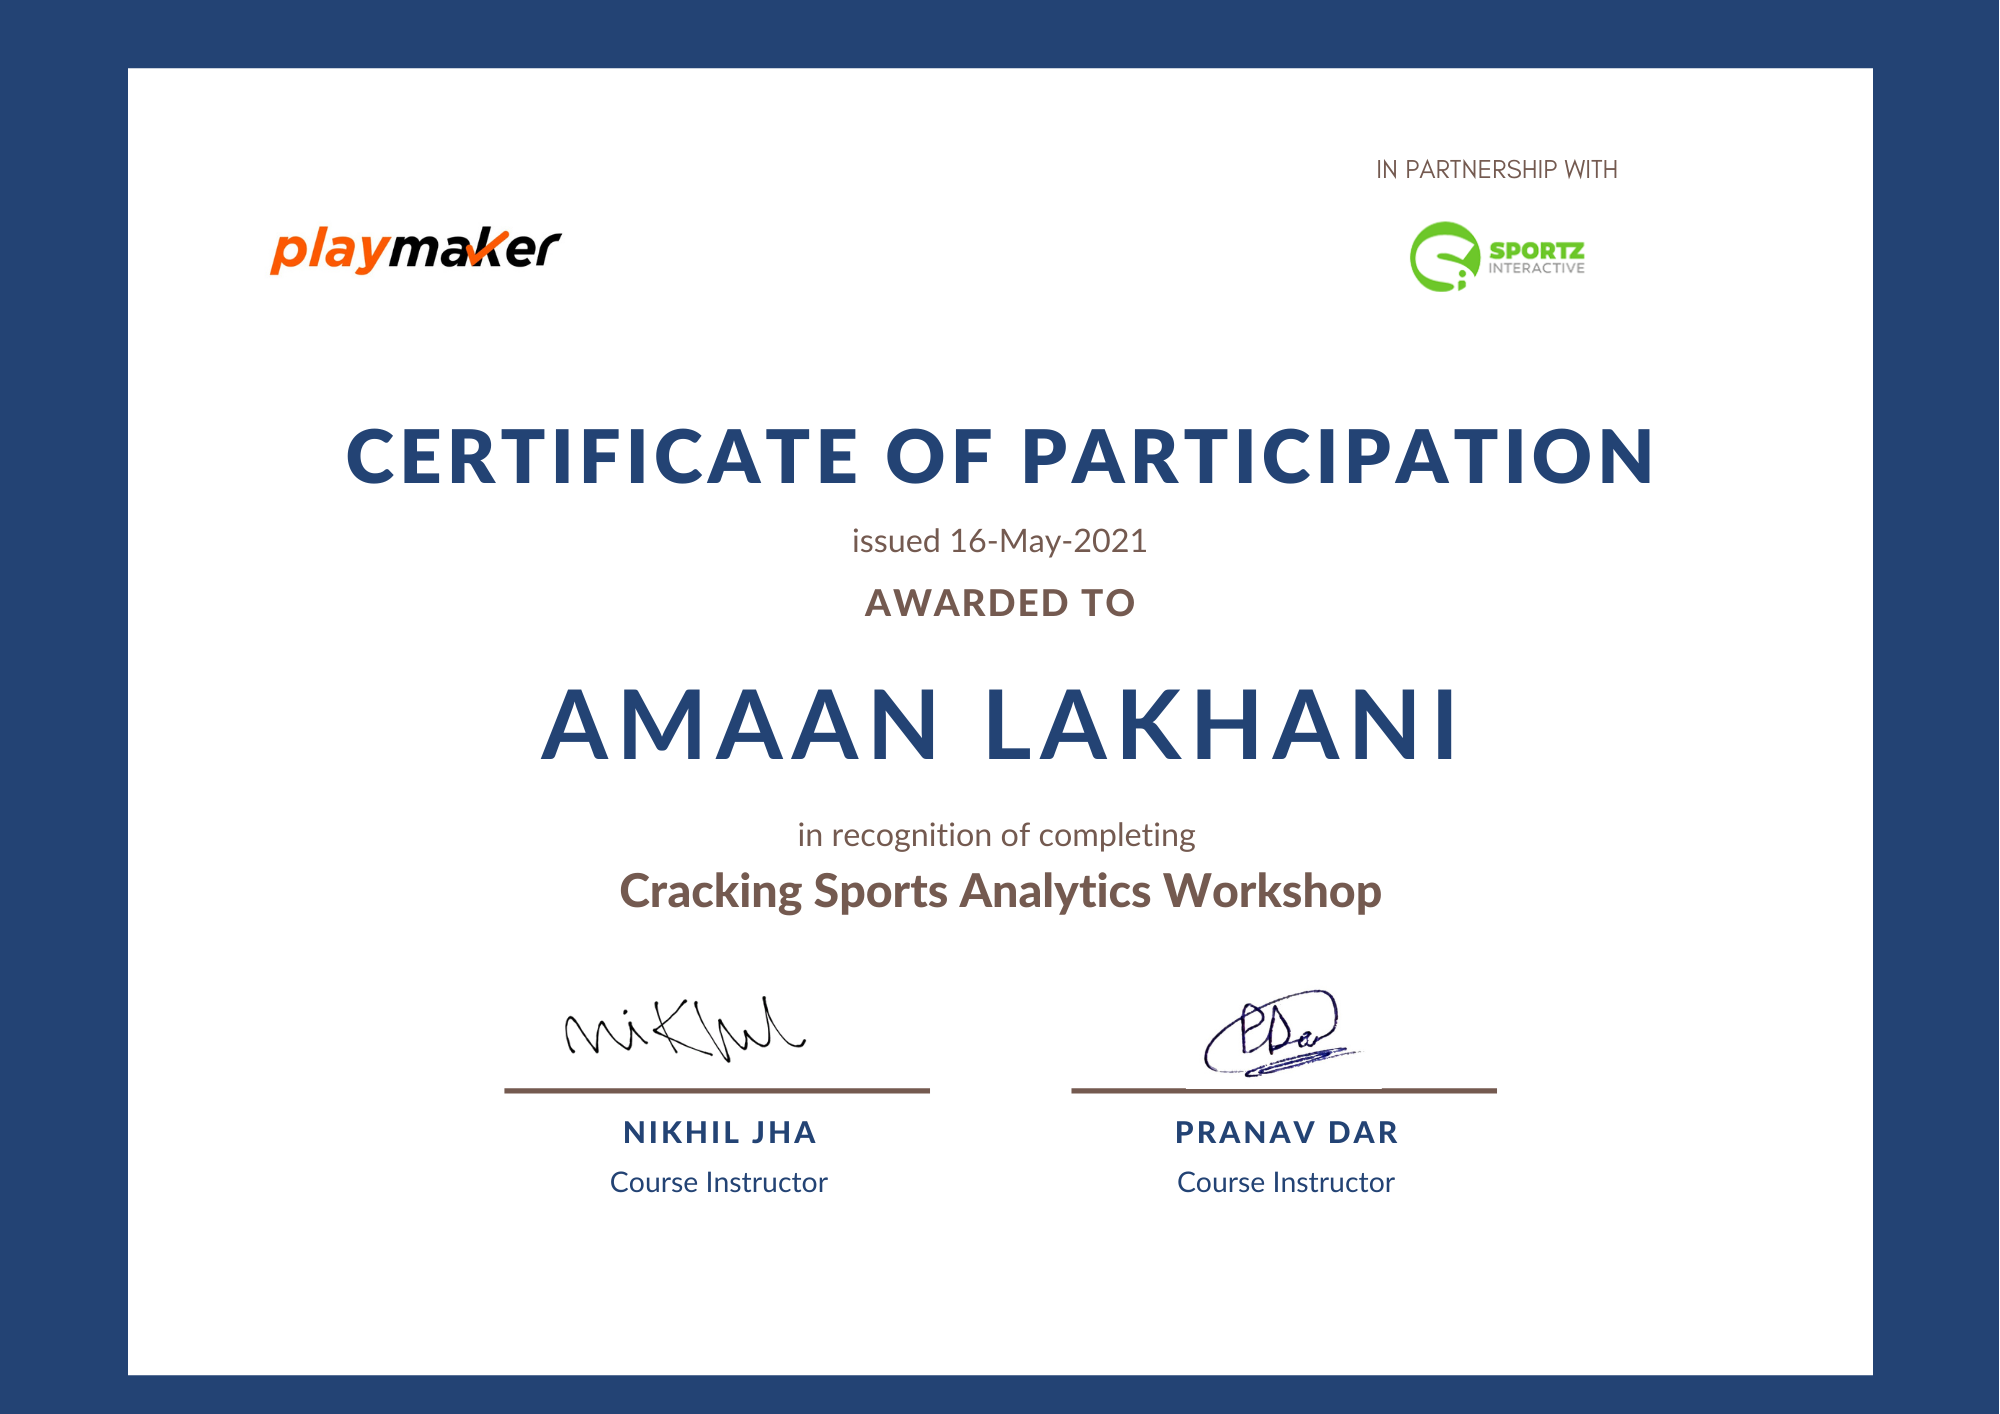 IN PARTNERSHIP WITH
playmaker
SPORTZ
INTERACTIVE
CERTIFICATE OF PARTICIPATION
issued 16-May-2021
AWARDED TO
AMAAN LAKHANI
in recognition of completing
Cracking Sports Analytics Workshop
Nikhil
PDar
NIKHIL JHA
PRANAV DAR
Course Instructor
Course Instructor